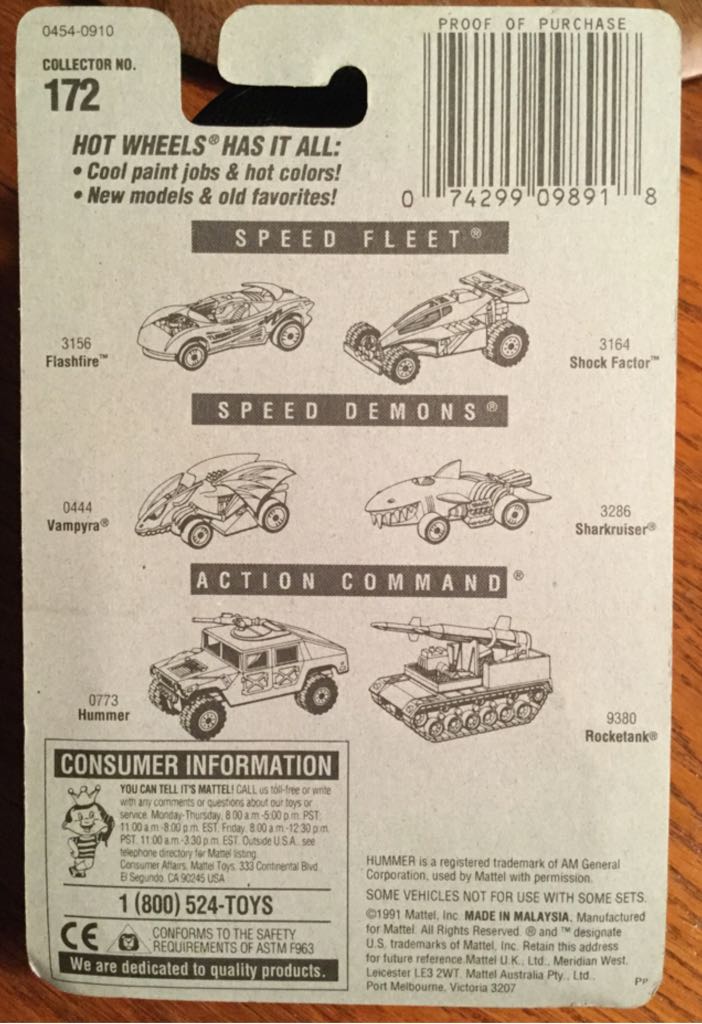 0454-0910
COLLECTOR NO.
172
PROOF OF PURCHASE
0 74299 09891 8
HOT WHEELS® HAS IT ALL:
• Cool paint jobs & hot colors!
• New models & old favorites!
SPEED FLEET®
3156
Flashfire™
3164
Shock Factor™
SPEED DEMONS®
0444
Vampyra®
3286
Sharkruiser®
ACTION COMMAND®
0773
Hummer
9380
Rocketank®
CONSUMER INFORMATION
YOU CAN TELL IT'S MATTEL! CALL us toll-free or write
with any comments or questions about our toys or
service. Monday-Thursday, 8:00 a.m.-5:00 p.m. PST:
11:00 a.m.-8:00 p.m. EST. Friday, 8:00 a.m.-12:30 p.m.
PST, 11:00 a.m.-3:30 p.m. EST. Outside U.S.A., see
telephone directory for Mattel listing.
Consumer Affairs, Mattel Toys, 333 Continental Blvd.
El Segundo, CA 90245 USA
1 (800) 524-TOYS
CE
CONFORMS TO THE SAFETY
REQUIREMENTS OF ASTM F963
We are dedicated to quality products.
HUMMER is a registered trademark of AM General
Corporation, used by Mattel with permission.
SOME VEHICLES NOT FOR USE WITH SOME SETS.
©1991 Mattel, Inc. MADE IN MALAYSIA. Manufactured
for Mattel. All Rights Reserved. ® and ™ designate
U.S. trademarks of Mattel, Inc. Retain this address
for future reference.Mattel U.K., Ltd., Meridian West,
Leicester LE3 2WT. Mattel Australia Pty., Ltd.,
Port Melbourne, Victoria 3207
PP